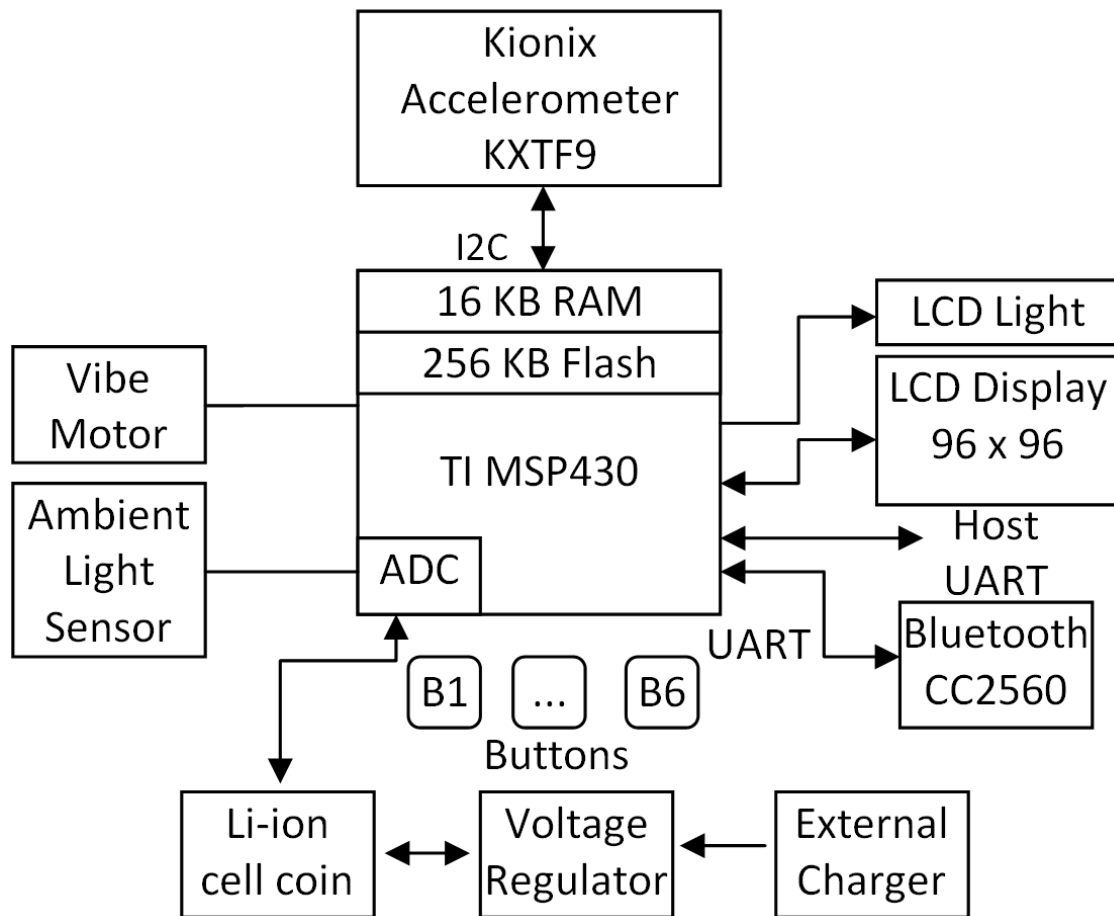 Kionix
Accelerometer
KXTF9
I2C
16 KB RAM
256 KB Flash
TI MSP430
ADC
Vibe
Motor
Ambient
Light
Sensor
LCD Light
LCD Display
96 x 96
Host
UART
UART
Bluetooth
CC2560
B1
...
B6
Buttons
Li-ion
cell coin
Voltage
Regulator
External
Charger